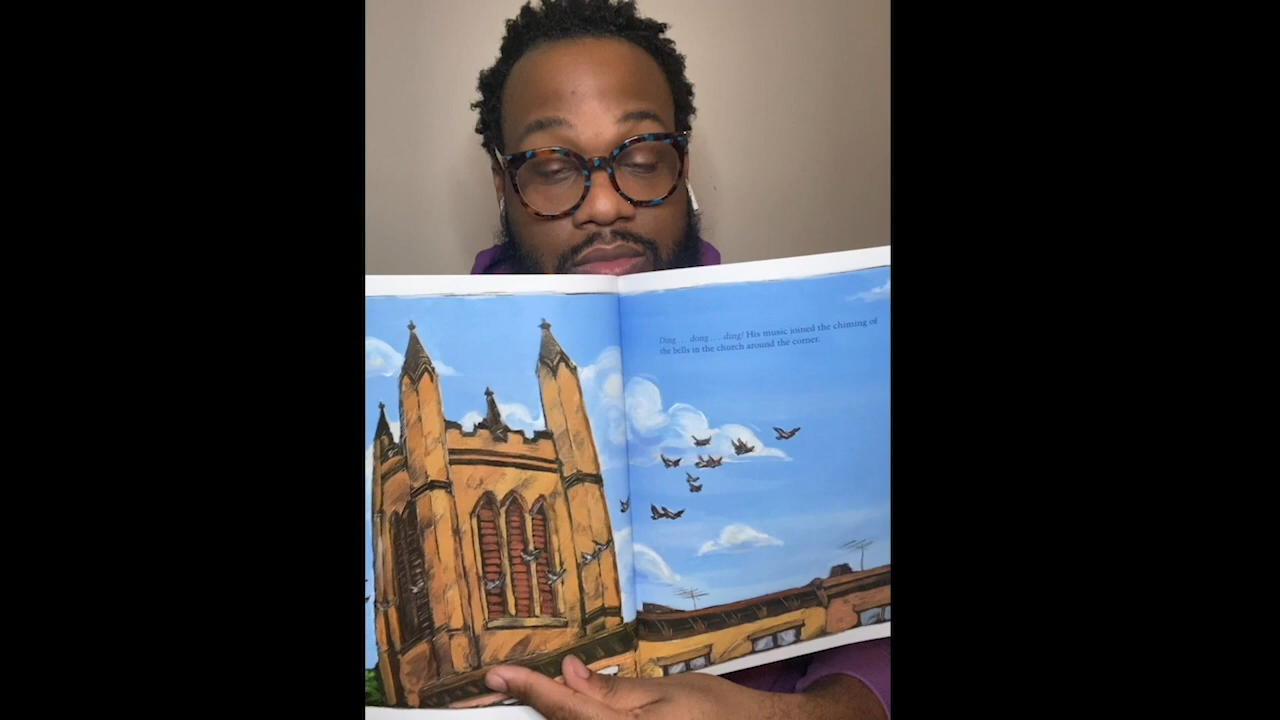 Ding . . . dong . . . ding! His music joined the chiming of
the bells in the church around the corner.